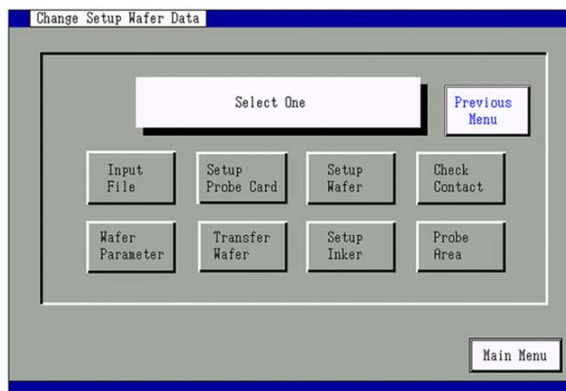 Change Setup Wafer Data
Select One
Previous
Menu
Input
File
Setup
Probe Card
Setup
Wafer
Check
Contact
Wafer
Parameter
Transfer
Wafer
Setup
Inker
Probe
Area
Main Menu